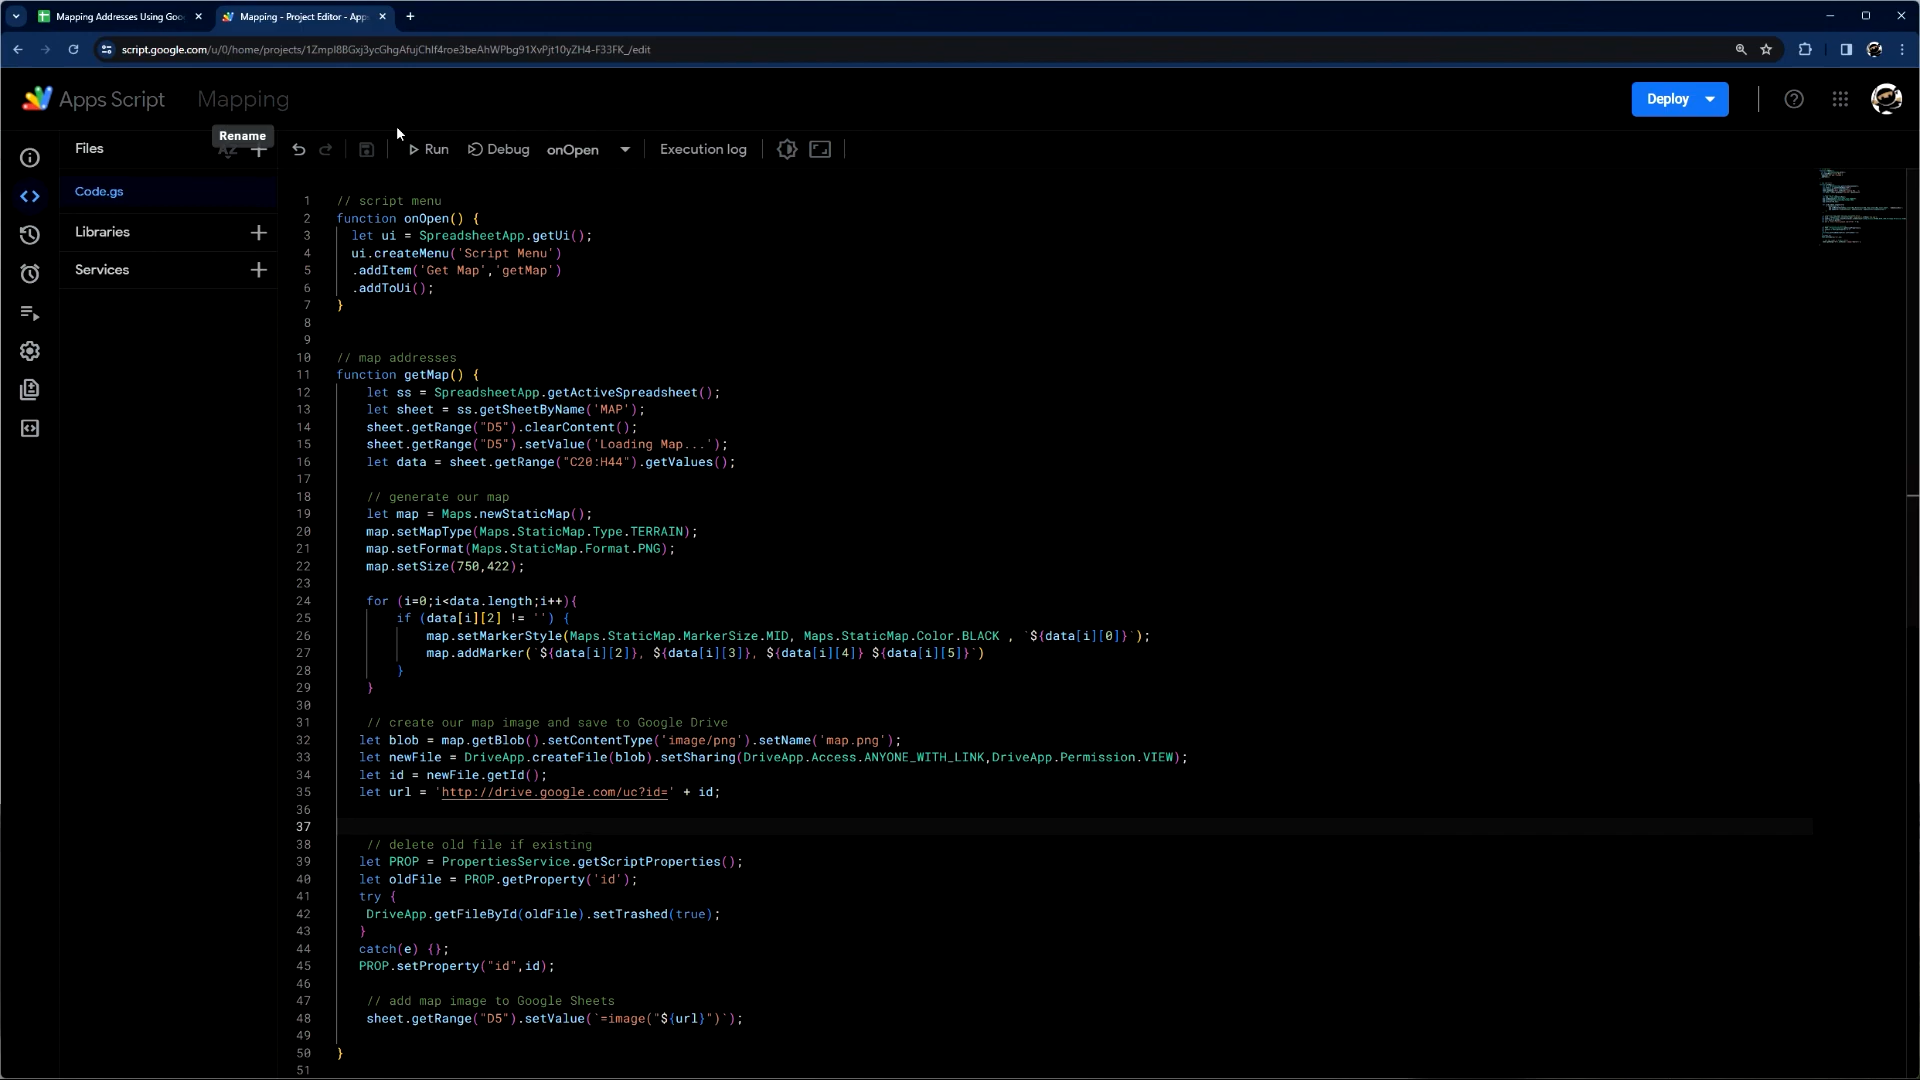 Mapping Addresses Using Goo
Mapping - Project Editor - Apps
script.google.com/u/0/home/projects/1Zmpl8BGxj3ycGhgAfujChIf4roe3beAhWPbg91XvPjt10yZH4-F33FK_/edit
Apps Script
Mapping
Deploy
Rename
Files
AZ
Run
Debug
onOpen
Execution log
Code.gs
Libraries
Services
1 // script menu
2 function onOpen() {
3 let ui = SpreadsheetApp.getUi();
4 ui.createMenu('Script Menu')
5 .addItem('Get Map','getMap')
6 .addToUi();
7 }
8
9
10 // map addresses
11 function getMap() {
12 let ss = SpreadsheetApp.getActiveSpreadsheet();
13 let sheet = ss.getSheetByName('MAP');
14 sheet.getRange("D5").clearContent();
15 sheet.getRange("D5").setValue('Loading Map...');
16 let data = sheet.getRange("C20:H44").getValues();
17
18 // generate our map
19 let map = Maps.newStaticMap();
20 map.setMapType(Maps.StaticMap.Type.TERRAIN);
21 map.setFormat(Maps.StaticMap.Format.PNG);
22 map.setSize(750,422);
23
24 for (i=0;i<data.length;i++){
25 if (data[i][2] != '') {
26 map.setMarkerStyle(Maps.StaticMap.MarkerSize.MID, Maps.StaticMap.Color.BLACK , `${data[i][0]}`);
27 map.addMarker(`${data[i][2]}, ${data[i][3]}, ${data[i][4]} ${data[i][5]}`)
28 }
29 }
30
31 // create our map image and save to Google Drive
32 let blob = map.getBlob().setContentType('image/png').setName('map.png');
33 let newFile = DriveApp.createFile(blob).setSharing(DriveApp.Access.ANYONE_WITH_LINK,DriveApp.Permission.VIEW);
34 let id = newFile.getId();
35 let url = 'http://drive.google.com/uc?id=' + id;
36
37
38 // delete old file if existing
39 let PROP = PropertiesService.getScriptProperties();
40 let oldFile = PROP.getProperty('id');
41 try {
42 DriveApp.getFileById(oldFile).setTrashed(true);
43 }
44 catch(e) {};
45 PROP.setProperty("id",id);
46
47 // add map image to Google Sheets
48 sheet.getRange("D5").setValue(`=image("${url}")`);
49
50 }
51